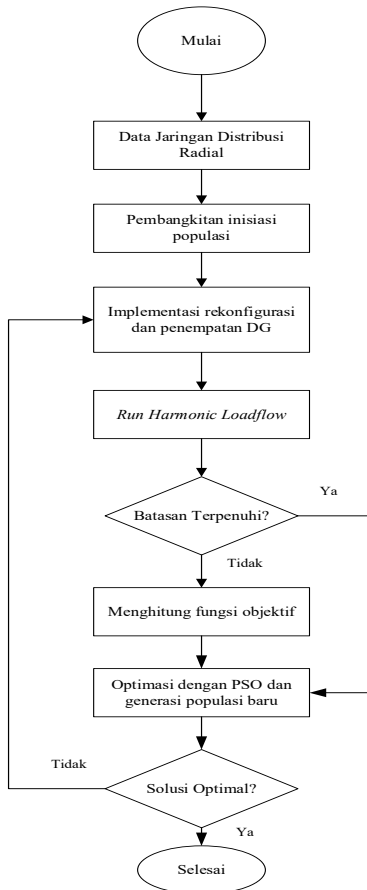 Mulai
Data Jaringan Distribusi
Radial
Pembangkitan inisiasi
populasi
Implementasi rekonfigurasi
dan penempatan DG
Run Harmonic Loadflow
Ya
Batasan Terpenuhi?
Tidak
Menghitung fungsi objektif
Optimasi dengan PSO dan
generasi populasi baru
Tidak
Solusi Optimal?
Ya
Selesai